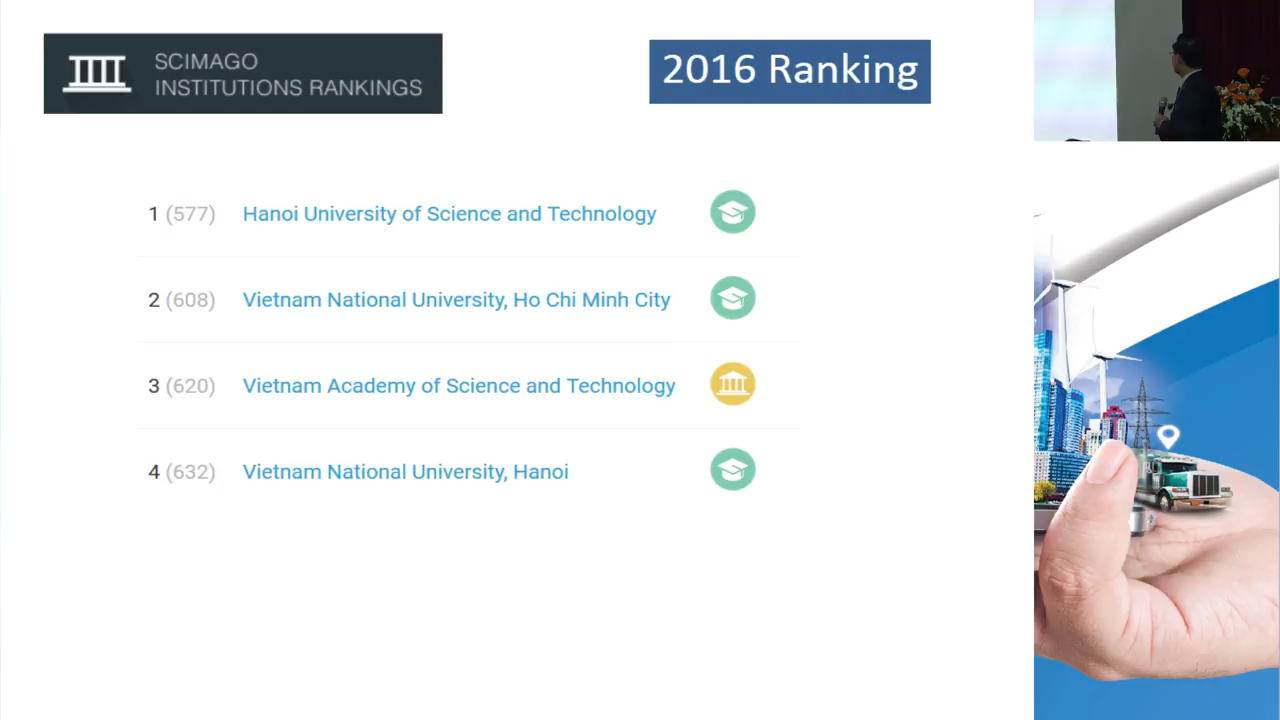 SCIMAGO
INSTITUTIONS RANKINGS
2016 Ranking
1 (577) Hanoi University of Science and Technology
2 (608) Vietnam National University, Ho Chi Minh City
3 (620) Vietnam Academy of Science and Technology
4 (632) Vietnam National University, Hanoi